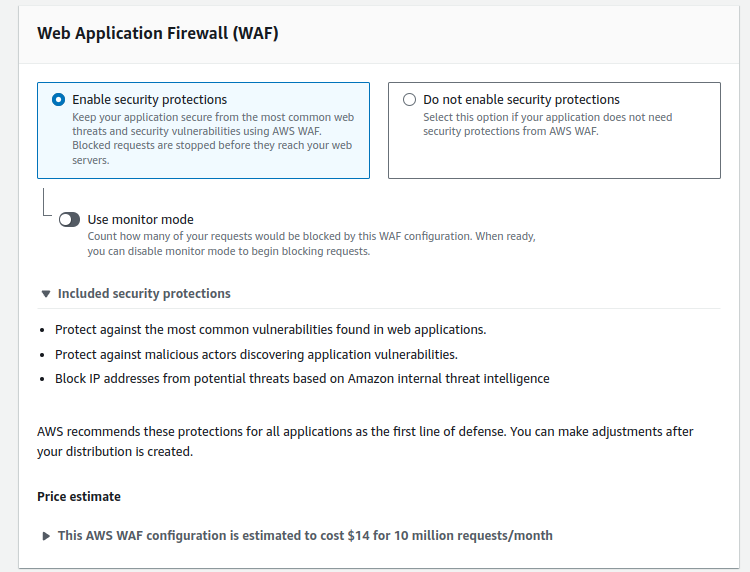 Web Application Firewall (WAF)
Enable security protections
Keep your application secure from the most common web
threats and security vulnerabilities using AWS WAF.
Blocked requests are stopped before they reach your web
servers.
Do not enable security protections
Select this option if your application does not need
security protections from AWS WAF.
Use monitor mode
Count how many of your requests would be blocked by this WAF configuration. When ready,
you can disable monitor mode to begin blocking requests.
Included security protections
Protect against the most common vulnerabilities found in web applications.
Protect against malicious actors discovering application vulnerabilities.
Block IP addresses from potential threats based on Amazon internal threat intelligence
AWS recommends these protections for all applications as the first line of defense. You can make adjustments after
your distribution is created.
Price estimate
This AWS WAF configuration is estimated to cost $14 for 10 million requests/month